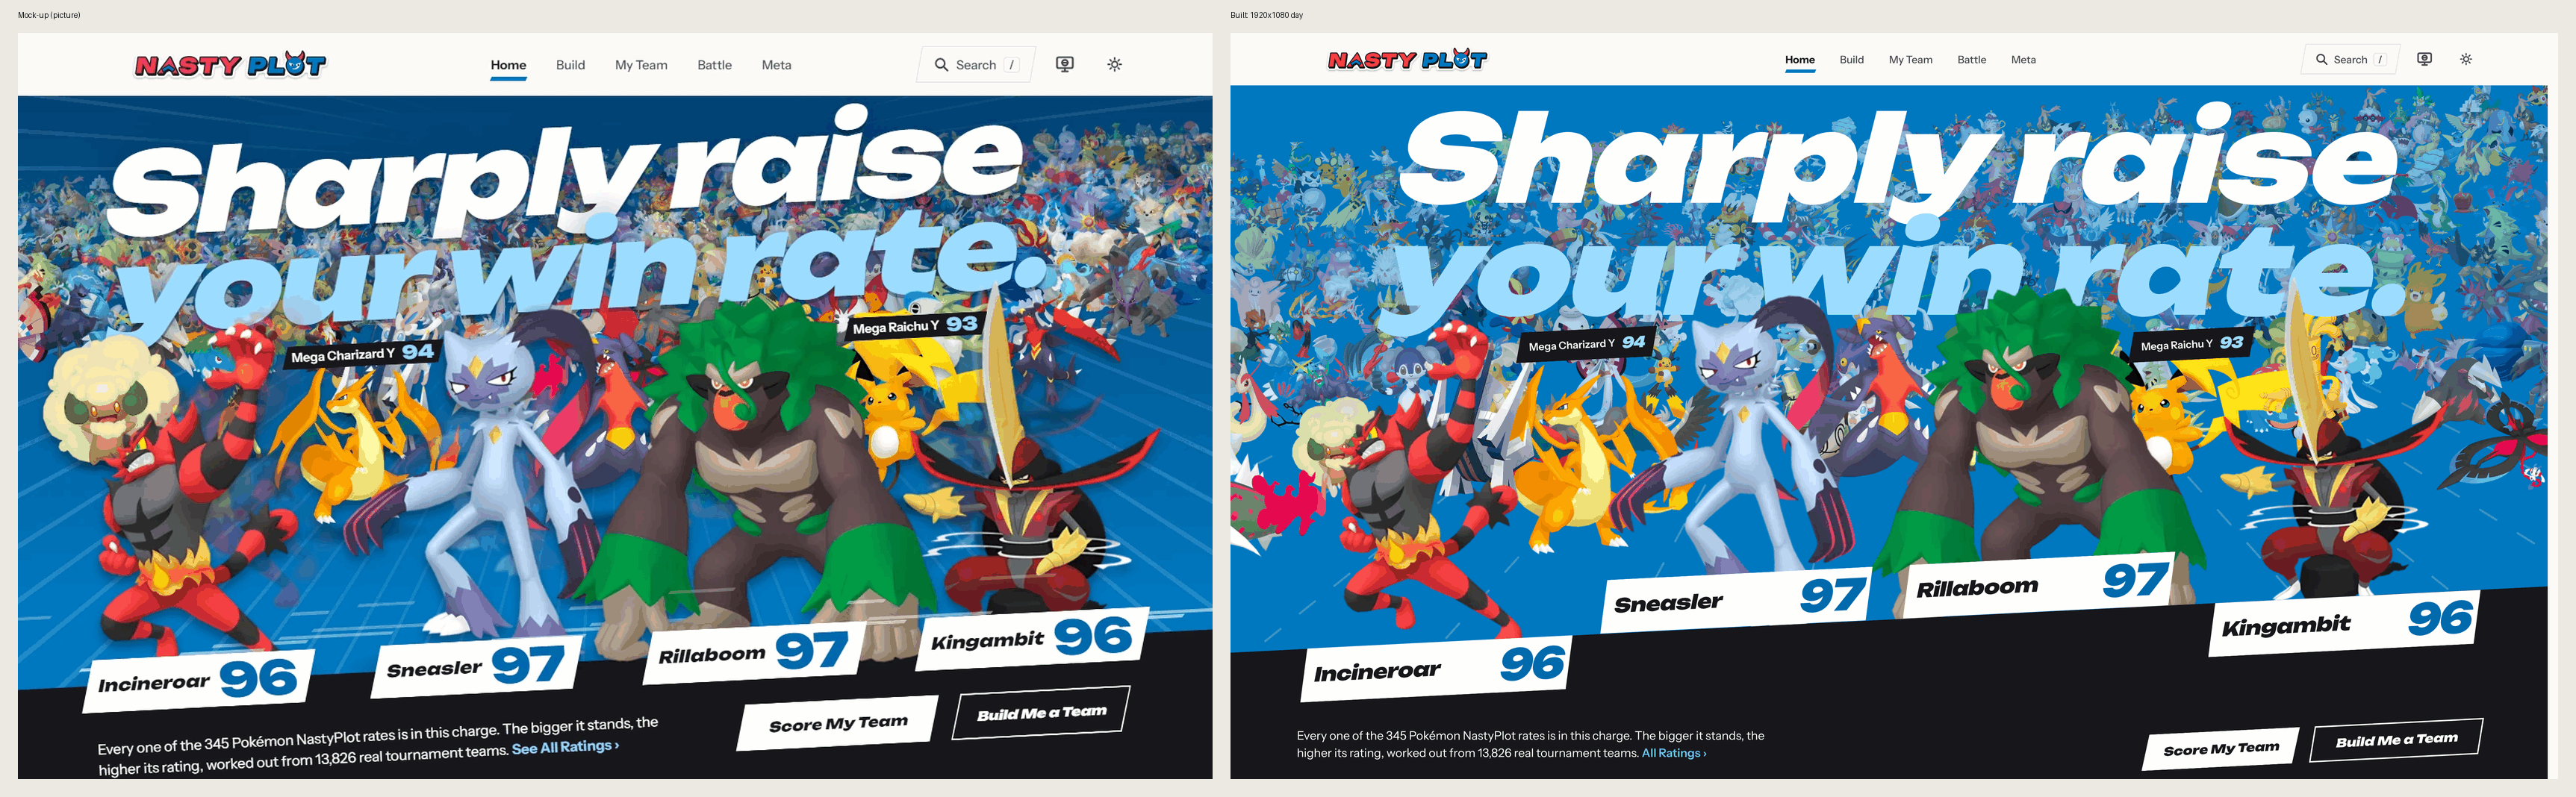 Mock-up (picture)
NASTY PLOT
Home Build My Team Battle Meta
Search /
Sharply raise
your win rate.
Mega Charizard Y 94
Mega Raichu Y 93
Incineroar 96
Sneasler 97
Rillaboom 97
Kingambit 96
Every one of the 345 Pokémon NastyPlot rates is in this charge. The bigger it stands, the
higher its rating, worked out from 13,826 real tournament teams. See All Ratings ›
Score My Team
Build Me a Team
Built 1920x1080 day
NASTY PLOT
Home Build My Team Battle Meta
Search /
Sharply raise
your win rate.
Mega Charizard Y 94
Mega Raichu Y 93
Incineroar 96
Sneasler 97
Rillaboom 97
Kingambit 96
Every one of the 345 Pokémon NastyPlot rates is in this charge. The bigger it stands, the
higher its rating, worked out from 13,826 real tournament teams. All Ratings ›
Score My Team
Build Me a Team